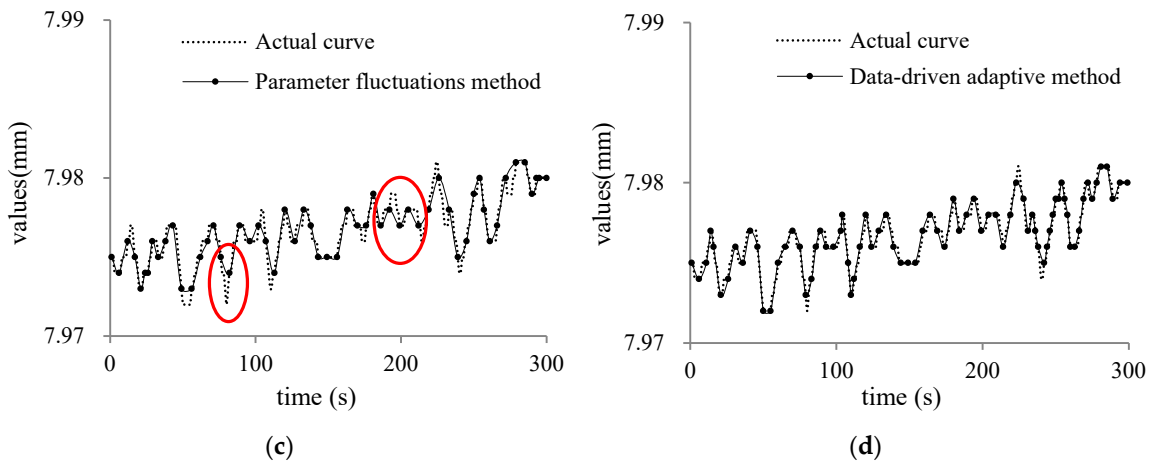 7.99
Actual curve
Parameter fluctuations method
7.98
values(mm)
7.97
0 100 200 300
time (s)
(c)
7.99
Actual curve
Data-driven adaptive method
7.98
values(mm)
7.97
0 100 200 300
time (s)
(d)